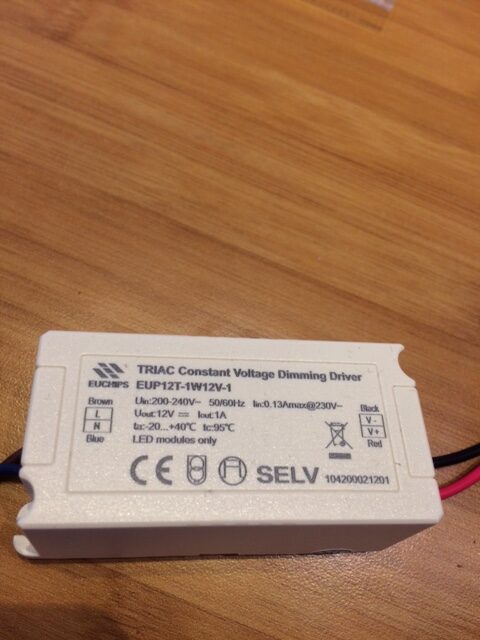 TRIAC Constant Voltage Dimming Driver
EUCHIPS
EUP12T-1W12V-1
Brown
L
N
Blue
Uin:200-240V~ 50/60Hz Iin:0.13Amax@230V~
Uout:12V Iout:1A
ta:-20...+40℃ tc:95℃
LED modules only
Black
V-
V+
Red
CE SELV 104200021201